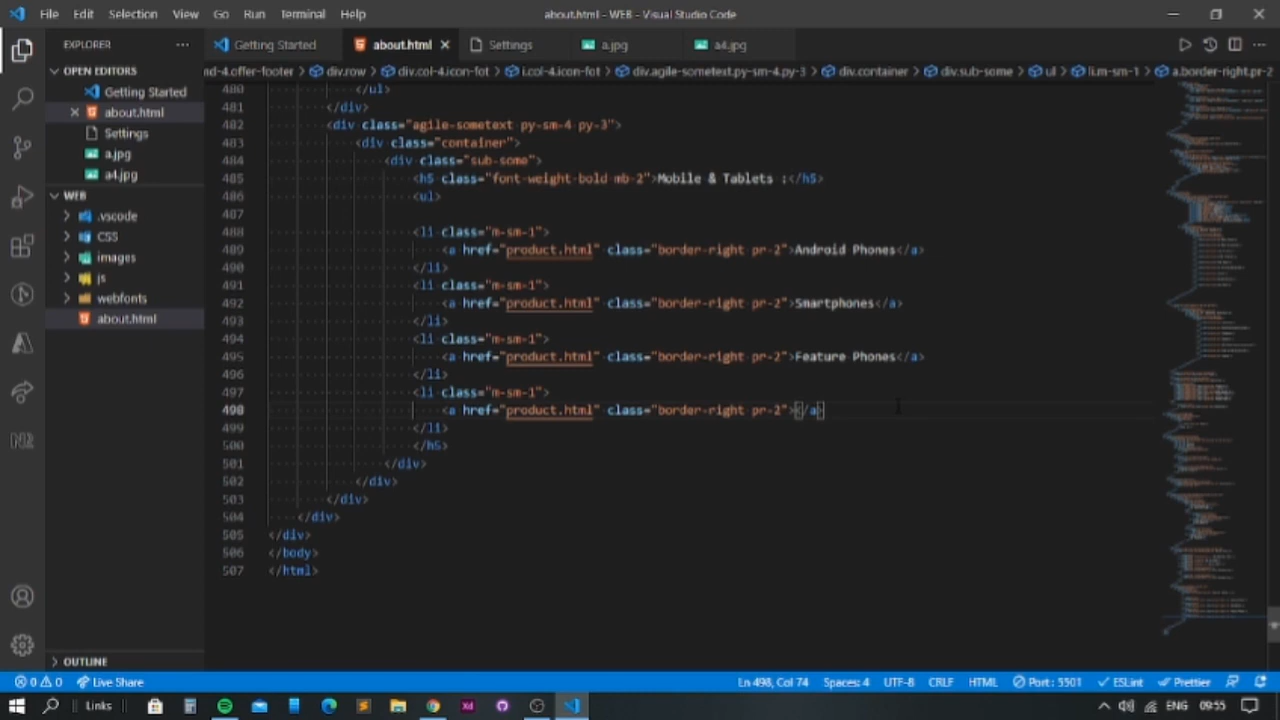 File Edit Selection View Go Run Terminal Help about.html - WEB - Visual Studio Code
EXPLORER Getting Started about.html Settings a.jpg a4.jpg
OPEN EDITORS
md-4.offer-footer > div.row > div.col-4.icon-fot > i.col-4.icon-fot > div.agile-sometext.py-sm-4.py-3 > div.container > div.sub-some > ul > li.m-sm-1 > a.border-right.pr-2
Getting Started
about.html
Settings
a.jpg
a4.jpg
WEB
.vscode
CSS
images
js
webfonts
about.html
OUTLINE
480 </ul>
481 </div>
482 <div class="agile-sometext py-sm-4 py-3">
483 <div class="container">
484 <div class="sub-some">
485 <h5 class="font-weight-bold mb-2">Mobile & Tablets :</h5>
486 <ul>
487
488 <li class="m-sm-1">
489 <a href="product.html" class="border-right pr-2">Android Phones</a>
490 </li>
491 <li class="m-sm-1">
492 <a href="product.html" class="border-right pr-2">Smartphones</a>
493 </li>
494 <li class="m-sm-1">
495 <a href="product.html" class="border-right pr-2">Feature Phones</a>
496 </li>
497 <li class="m-sm-1">
498 <a href="product.html" class="border-right pr-2"></a>
499 </li>
500 </h5>
501 </div>
502 </div>
503 </div>
504 </div>
505 </div>
506 </body>
507 </html>
0 0 Live Share Ln 498, Col 74 Spaces: 4 UTF-8 CRLF HTML Port : 5501 ESLint Prettier
Links ENG 09:55